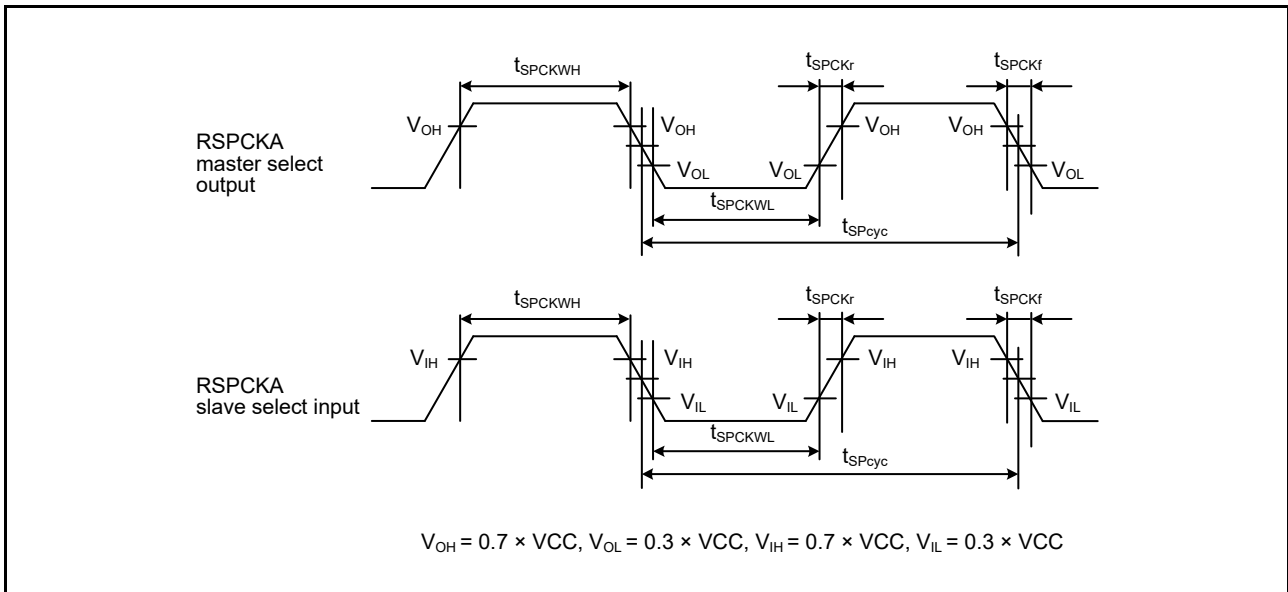 tSPCKWH
tSPCKr
tSPCKf
VOH
VOH
VOH
VOH
RSPCKA
master select
output
VOL
VOL
VOL
tSPCKWL
tSPcyc
tSPCKWH
tSPCKr
tSPCKf
VIH
VIH
VIH
VIH
RSPCKA
slave select input
VIL
VIL
VIL
tSPCKWL
tSPcyc
VOH = 0.7 × VCC, VOL = 0.3 × VCC, VIH = 0.7 × VCC, VIL = 0.3 × VCC